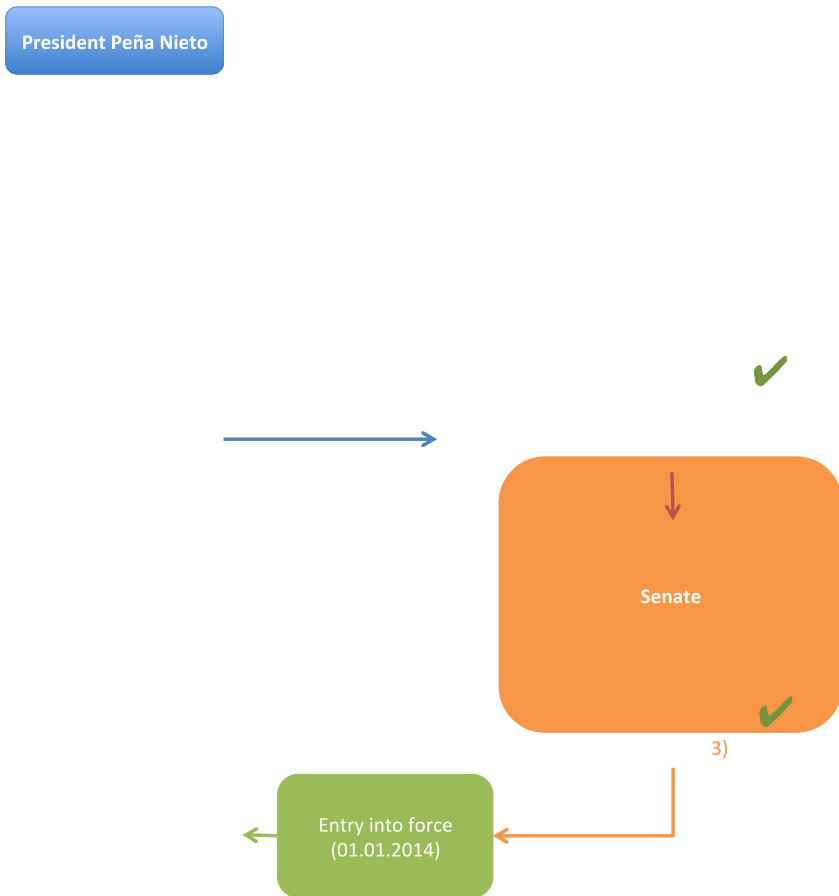 President Peña Nieto
Senate
3)
Entry into force
(01.01.2014)